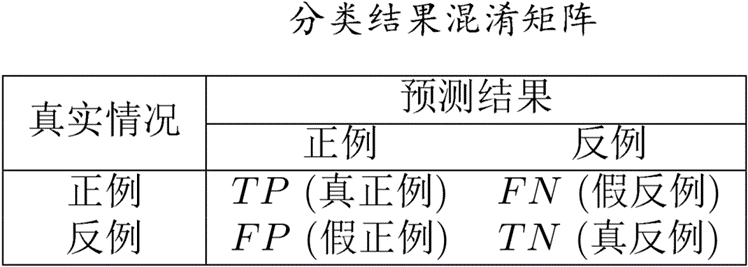 分类结果混淆矩阵
真实情况 预测结果
正例 反例
正例 TP (真正例) FN (假反例)
反例 FP (假正例) TN (真反例)